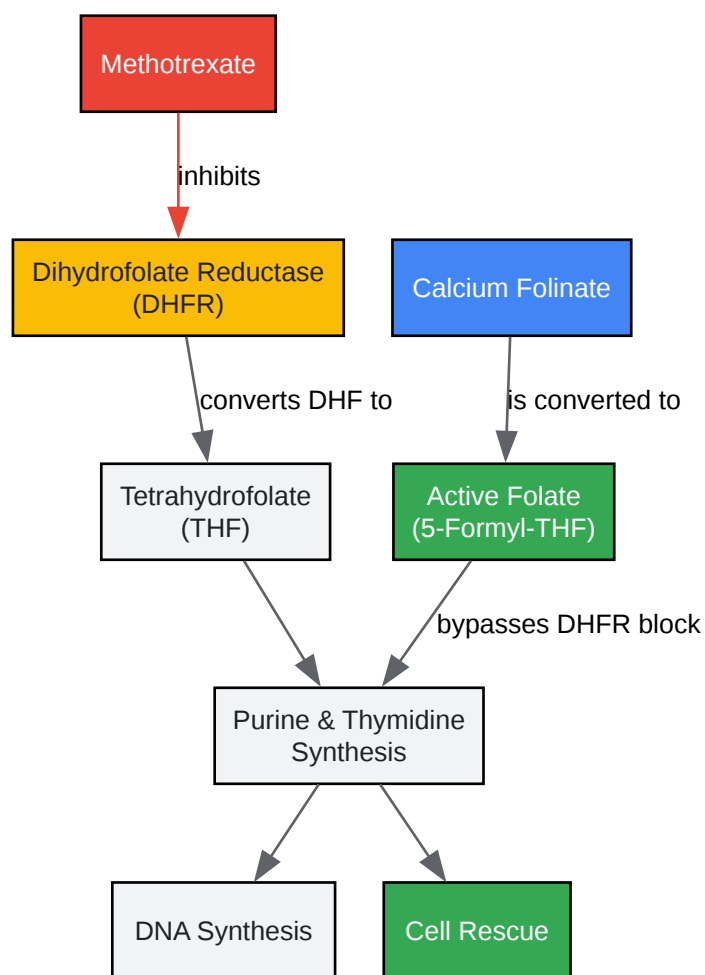 Methotrexate
inhibits
Dihydrofolate Reductase
(DHFR)
Calcium Folinate
converts DHF to
is converted to
Tetrahydrofolate
(THF)
Active Folate
(5-Formyl-THF)
bypasses DHFR block
Purine & Thymidine
Synthesis
DNA Synthesis
Cell Rescue